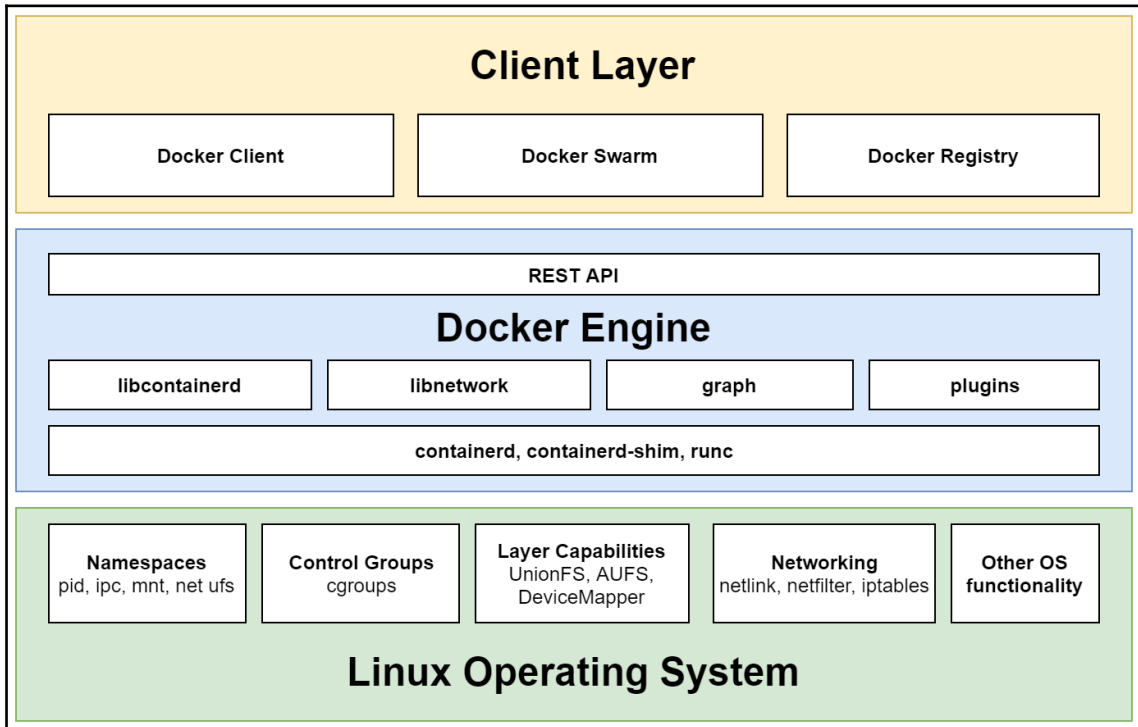 Client Layer
Docker Client
Docker Swarm
Docker Registry
REST API
Docker Engine
libcontainerd
libnetwork
graph
plugins
containerd, containerd-shim, runc
Namespaces
pid, ipc, mnt, net ufs
Control Groups
cgroups
Layer Capabilities
UnionFS, AUFS,
DeviceMapper
Networking
netlink, netfilter, iptables
Other OS
functionality
Linux Operating System